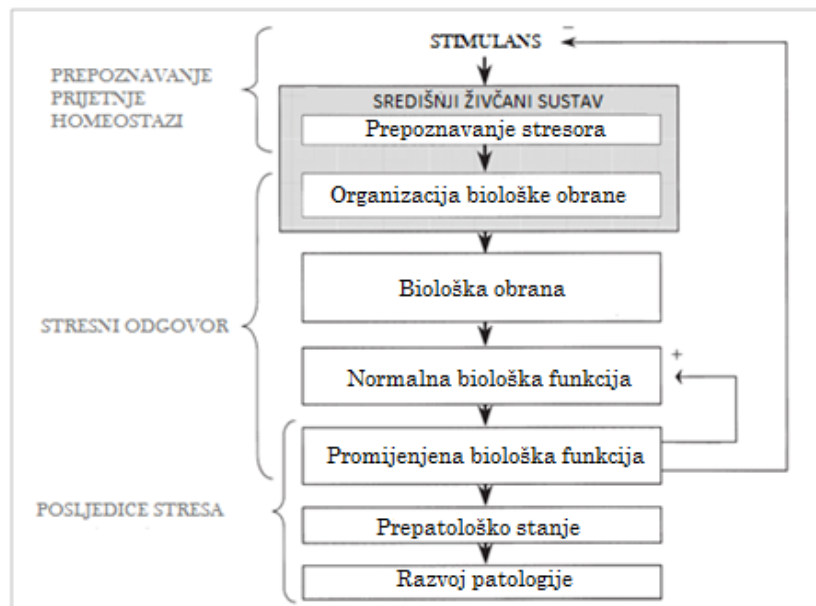 STIMULANS
−
PREPOZNAVANJE
PRIJETNJE
HOMEOSTAZI
SREDIŠNJI ŽIVČANI SUSTAV
Prepoznavanje stresora
Organizacija biološke obrane
Biološka obrana
STRESNI ODGOVOR
+
Normalna biološka funkcija
Promijenjena biološka funkcija
POSLJEDICE STRESA
Prepatološko stanje
Razvoj patologije